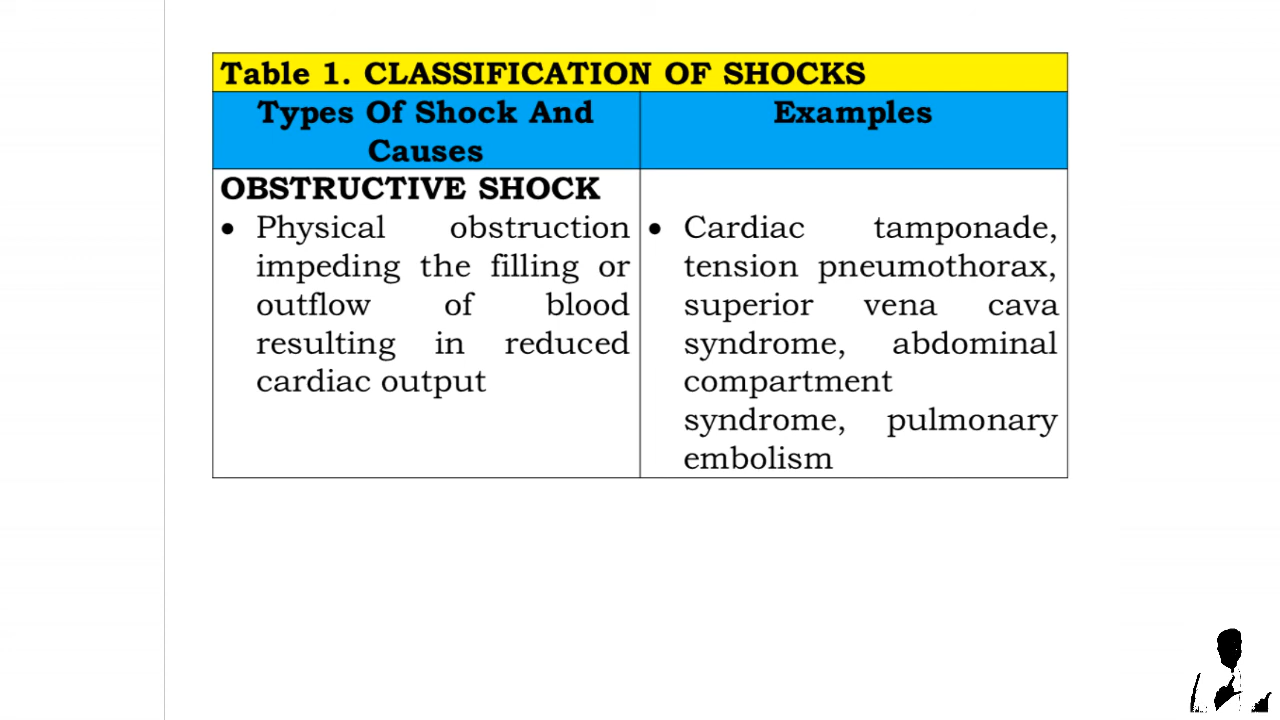 Table 1. CLASSIFICATION OF SHOCKS
Types Of Shock And
Causes
Examples
OBSTRUCTIVE SHOCK
• Physical obstruction
impeding the filling or
outflow of blood
resulting in reduced
cardiac output
• Cardiac tamponade,
tension pneumothorax,
superior vena cava
syndrome, abdominal
compartment
syndrome, pulmonary
embolism